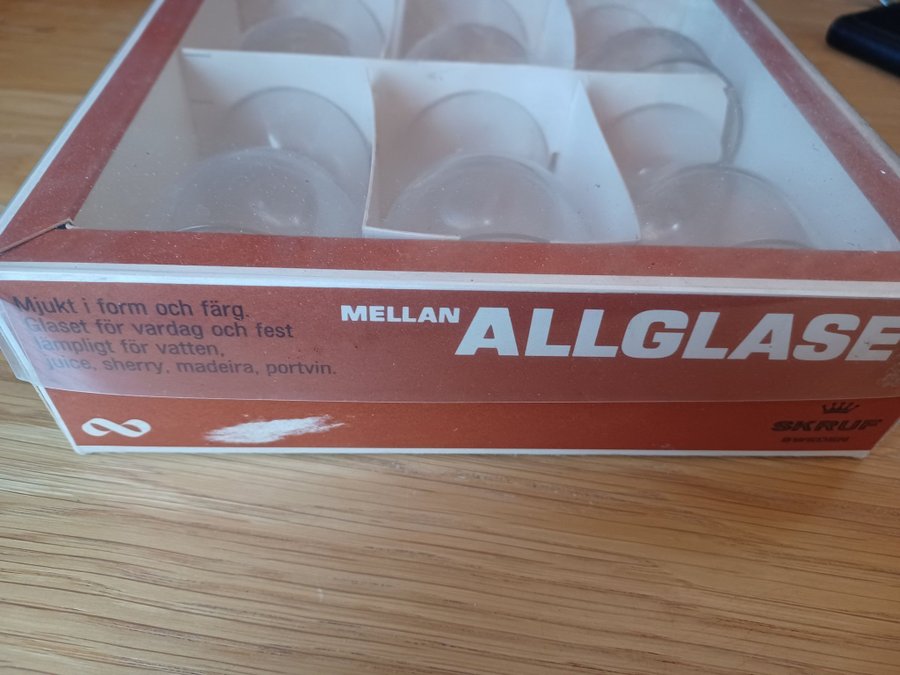 Mjukt i form och färg.
Glaset för vardag och fest
lämpligt för vatten,
juice, sherry, madeira, portvin.
MELLAN
ALLGLASE
SKRUF
SWEDEN